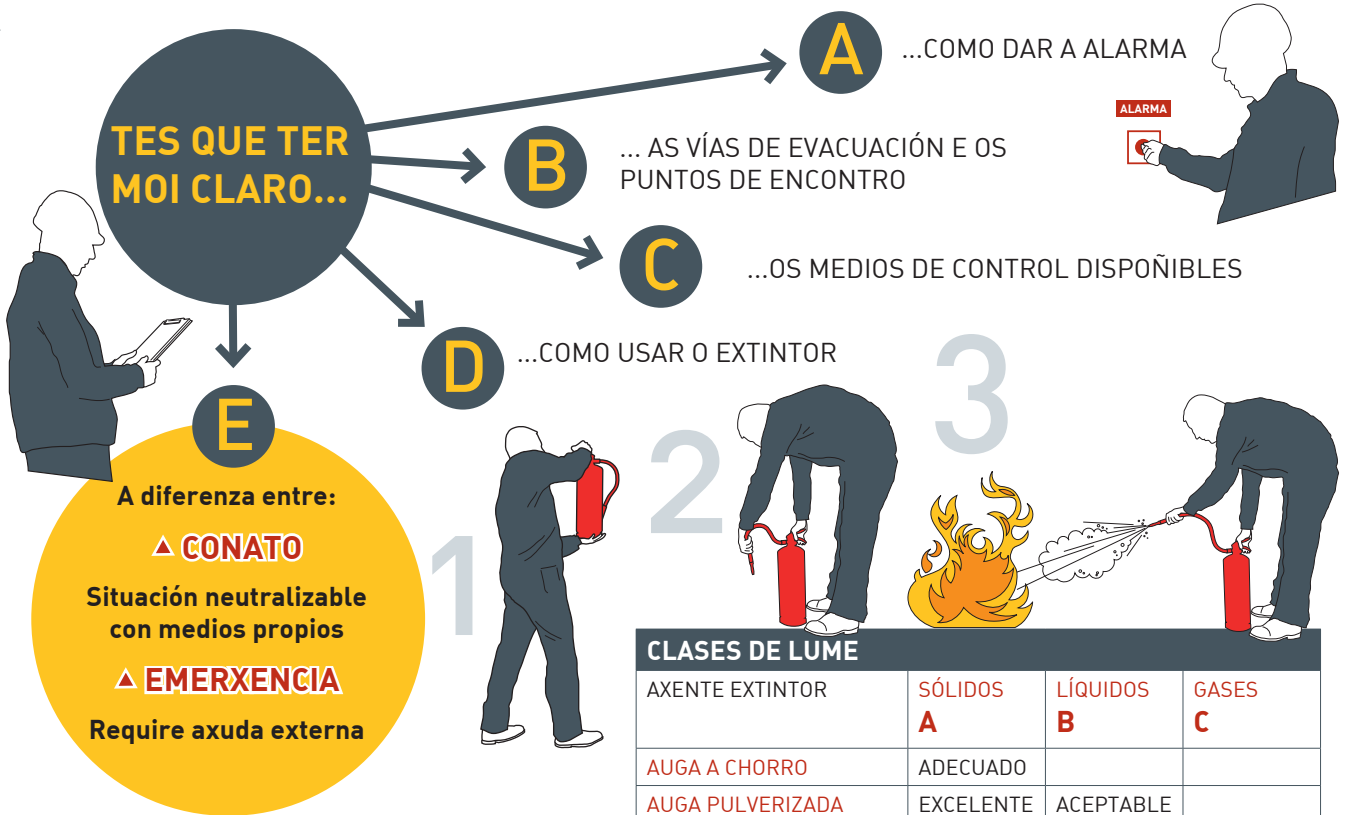 TES QUE TER
MOI CLARO...
A
...COMO DAR A ALARMA
ALARMA
B
... AS VÍAS DE EVACUACIÓN E OS
PUNTOS DE ENCONTRO
C
...OS MEDIOS DE CONTROL DISPOÑIBLES
D
...COMO USAR O EXTINTOR
1
2
3
E
A diferenza entre:
CONATO
Situación neutralizable
con medios propios
EMERXENCIA
Require axuda externa
CLASES DE LUME
AXENTE EXTINTOR SÓLIDOS LÍQUIDOS GASES
A B C
AUGA A CHORRO ADECUADO
AUGA PULVERIZADA EXCELENTE ACEPTABLE